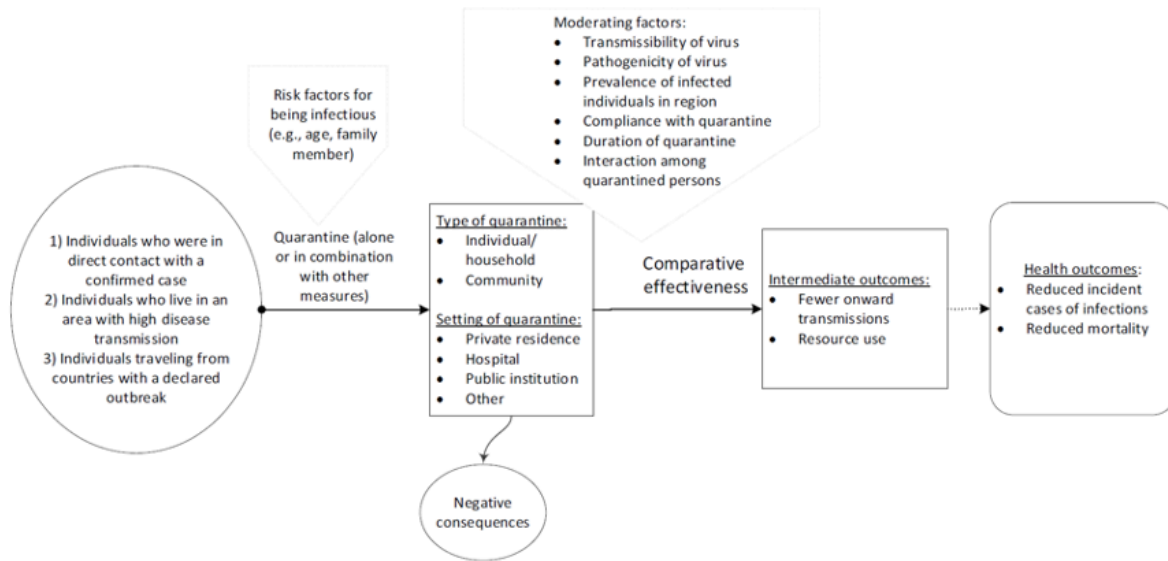 Moderating factors:
• Transmissibility of virus
• Pathogenicity of virus
• Prevalence of infected
individuals in region
• Compliance with quarantine
• Duration of quarantine
• Interaction among
quarantined persons
Risk factors for
being infectious
(e.g., age, family
member)
1) Individuals who were in
direct contact with a
confirmed case
2) Individuals who live in an
area with high disease
transmission
3) Individuals traveling from
countries with a declared
outbreak
Quarantine (alone
or in combination
with other
measures)
Type of quarantine:
• Individual/
household
• Community
Setting of quarantine:
• Private residence
• Hospital
• Public institution
• Other
Negative
consequences
Comparative
effectiveness
Intermediate outcomes:
• Fewer onward
transmissions
• Resource use
Health outcomes:
• Reduced incident
cases of infections
• Reduced mortality